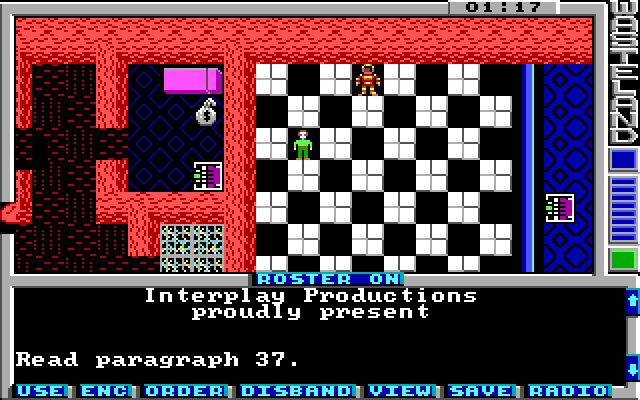 01:17
WASTELAND
ROSTER ON
Interplay Productions
proudly present
Read paragraph 37.
USE ENC ORDER DISBAND VIEW SAVE RADIO